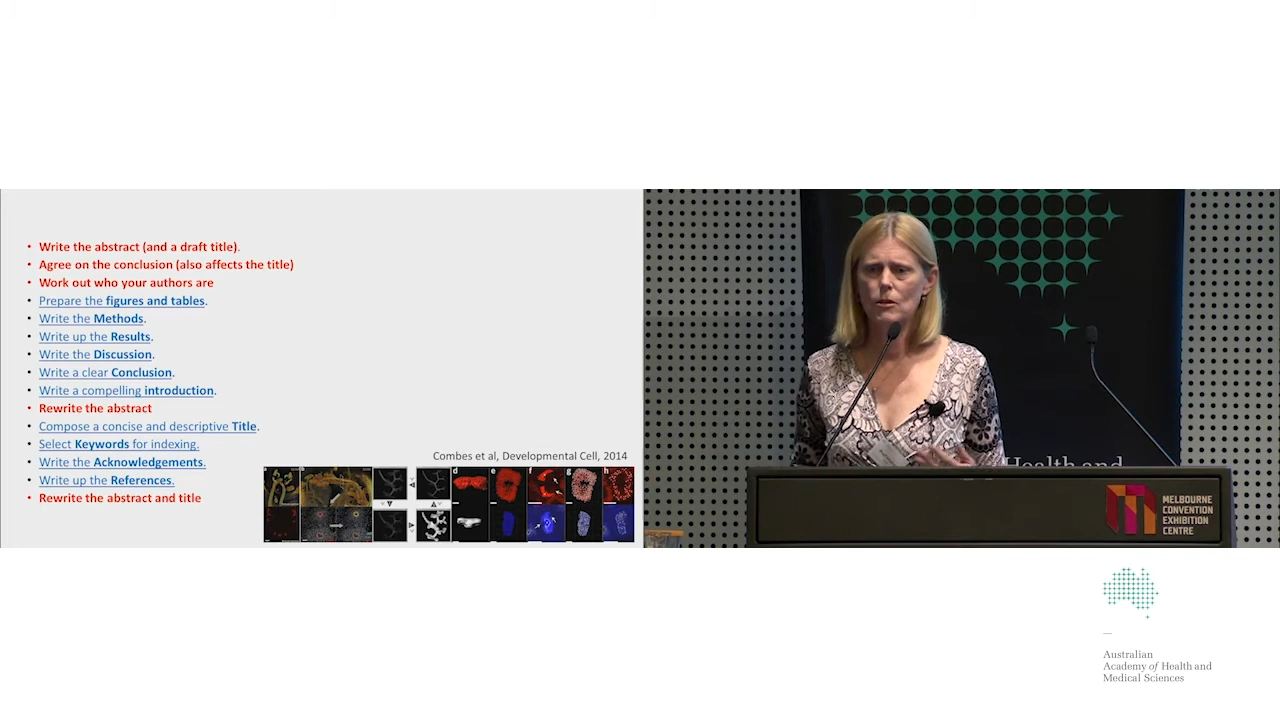 • Write the abstract (and a draft title).
• Agree on the conclusion (also affects the title)
• Work out who your authors are
• Prepare the figures and tables.
• Write the Methods.
• Write up the Results.
• Write the Discussion.
• Write a clear Conclusion.
• Write a compelling introduction.
• Rewrite the abstract
• Compose a concise and descriptive Title.
• Select Keywords for indexing.
• Write the Acknowledgements.
• Write up the References.
• Rewrite the abstract and title
Combes et al, Developmental Cell, 2014
d e f g h
Health and
MELBOURNE
CONVENTION
EXHIBITION
CENTRE
Australian
Academy of Health and
Medical Sciences